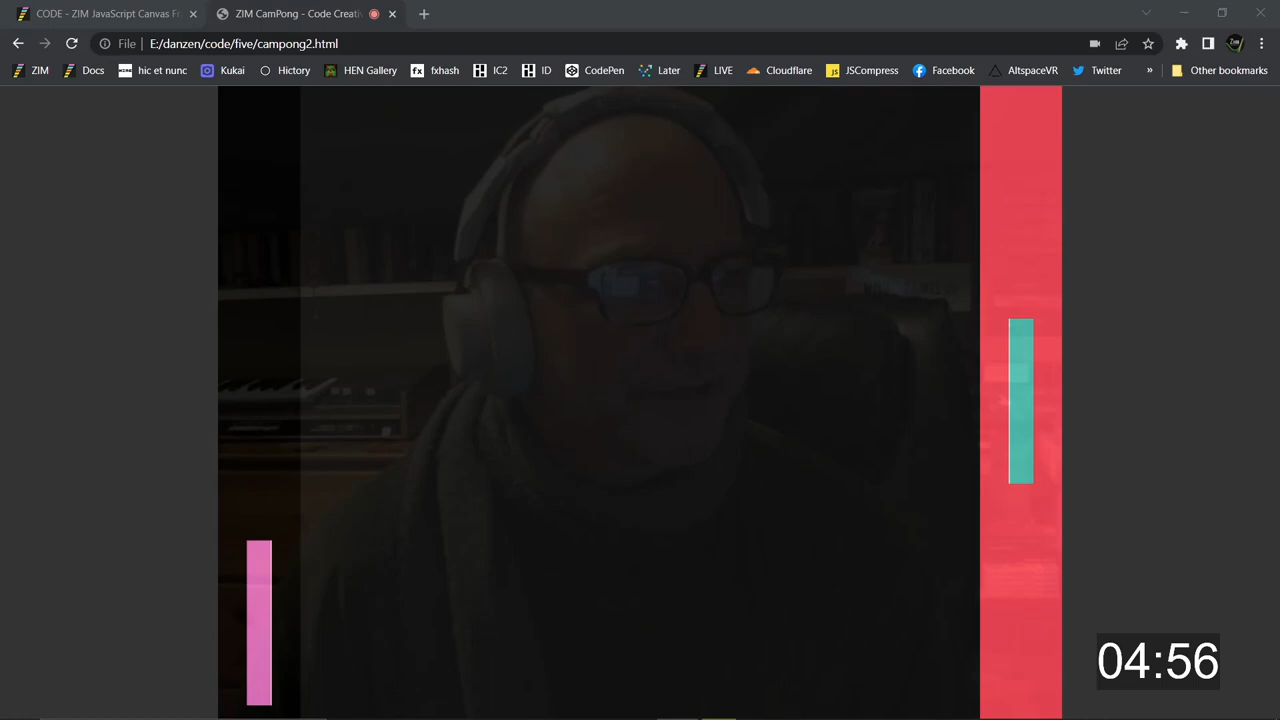 CODE - ZIM JavaScript Canvas Fr
ZIM CamPong - Code Creativ
File E:/danzen/code/five/campong2.html
ZIM Docs hic et nunc Kukai Hictory HEN Gallery fxhash IC2 ID CodePen Later LIVE Cloudflare JSCompress Facebook AltspaceVR Twitter » Other bookmarks
04:56